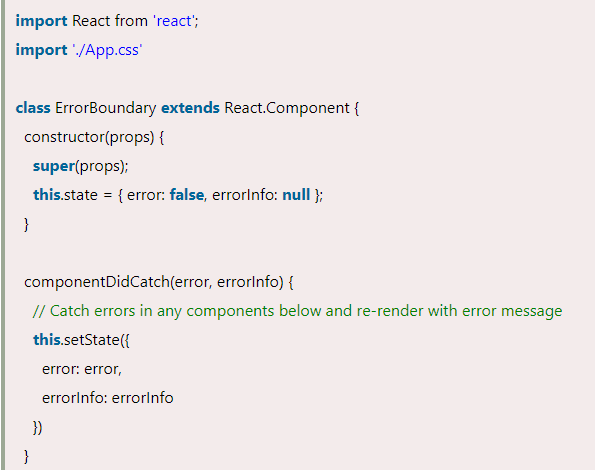 import React from 'react';
import './App.css'
class ErrorBoundary extends React.Component {
constructor(props) {
super(props);
this.state = { error: false, errorInfo: null };
}
componentDidCatch(error, errorInfo) {
// Catch errors in any components below and re-render with error message
this.setState({
error: error,
errorInfo: errorInfo
})
}